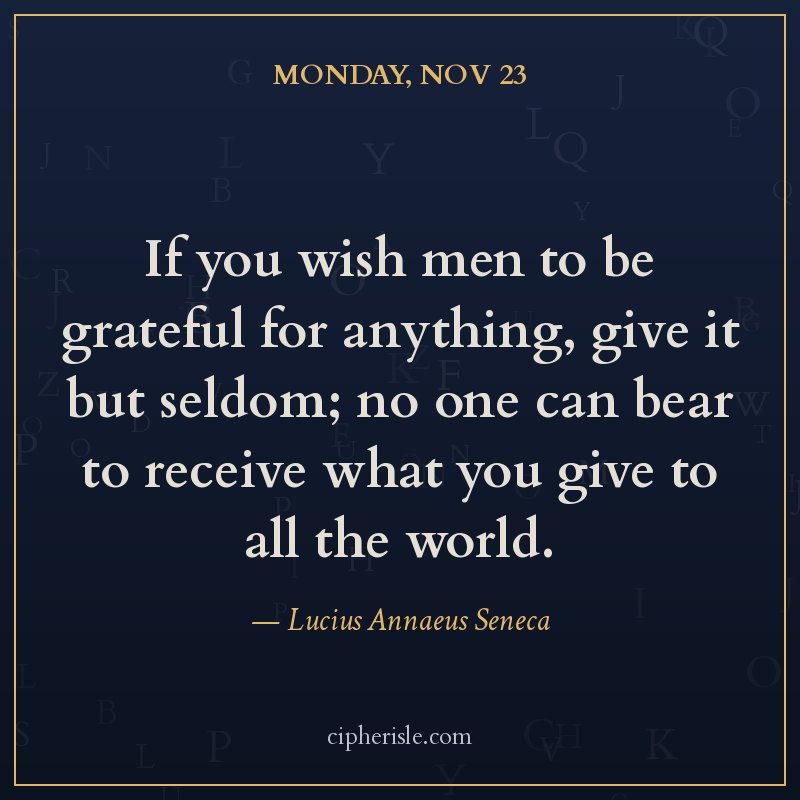 MONDAY, NOV 23
If you wish men to be
grateful for anything, give it
but seldom; no one can bear
to receive what you give to
all the world.
— Lucius Annaeus Seneca
cipherisle.com